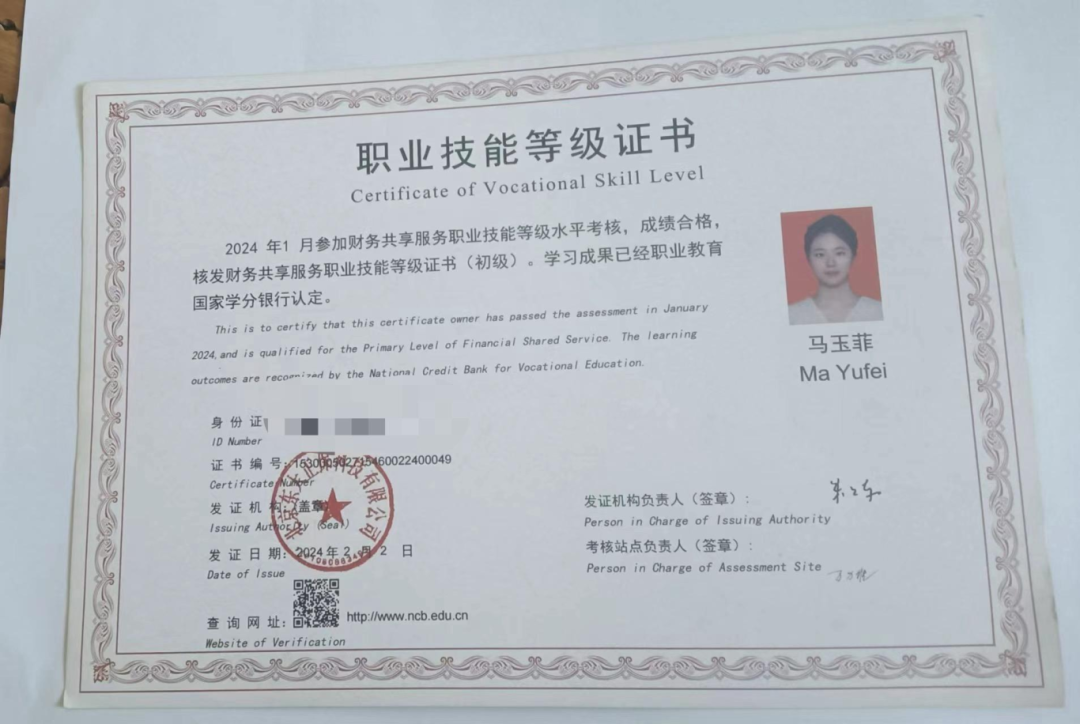 职业技能等级证书
Certificate of Vocational Skill Level
2024 年1 月参加财务共享服务职业技能等级水平考核，成绩合格，
核发财务共享服务职业技能等级证书（初级）。学习成果已经职业教育
国家学分银行认定。
This is to certify that this certificate owner has passed the assessment in January
2024,and is qualified for the Primary Level of Financial Shared Service. The learning
outcomes are recognized by the National Credit Bank for Vocational Education.
马玉菲
Ma Yufei
身 份 证
ID Number
证 书 编 号：
Certificate Number
发 证 机 构（盖章）
Issuing Authority (Seal)
发 证 日 期：2024 年 2 月 2 日
Date of Issue
查 询 网 址：http://www.ncb.edu.cn
Website of Verification
发证机构负责人（签章）：
Person in Charge of Issuing Authority
考核站点负责人（签章）：
Person in Charge of Assessment Site